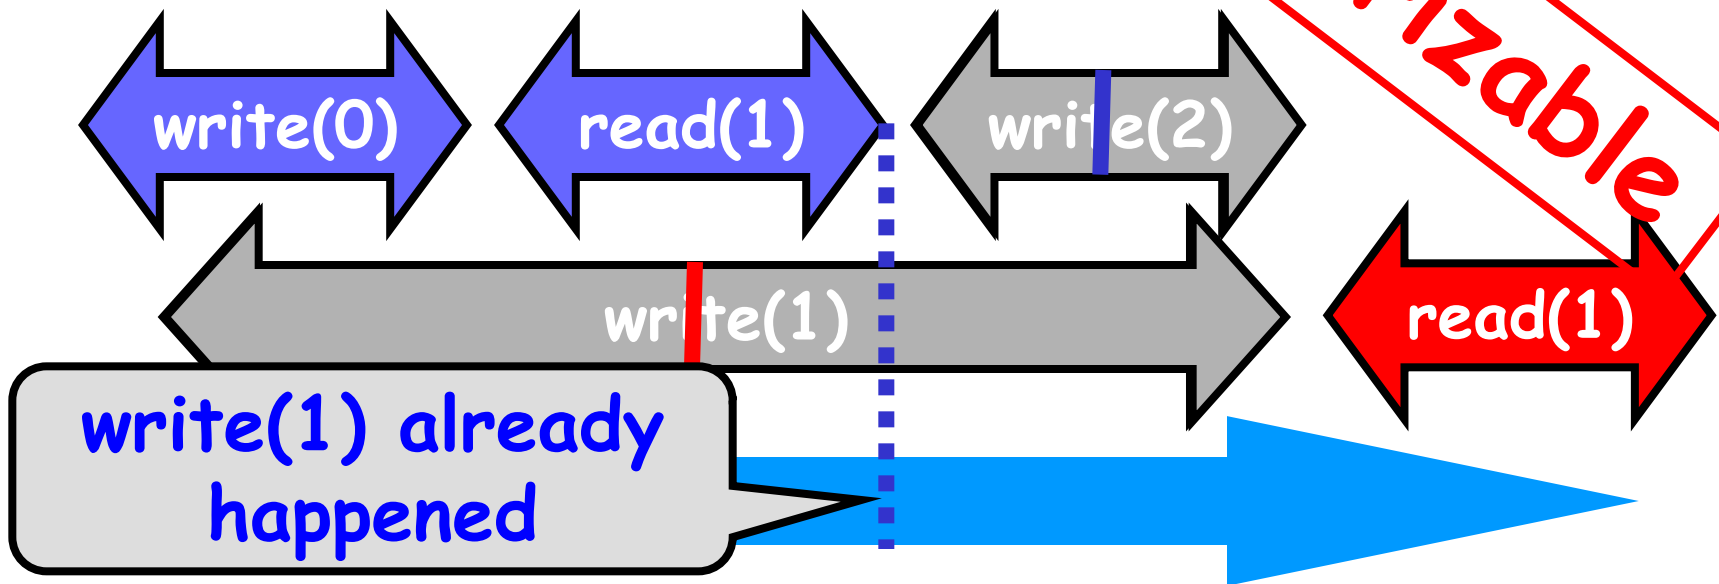 write(0)
read(1)
write(2)
write(1)
read(1)
write(1) already
happened